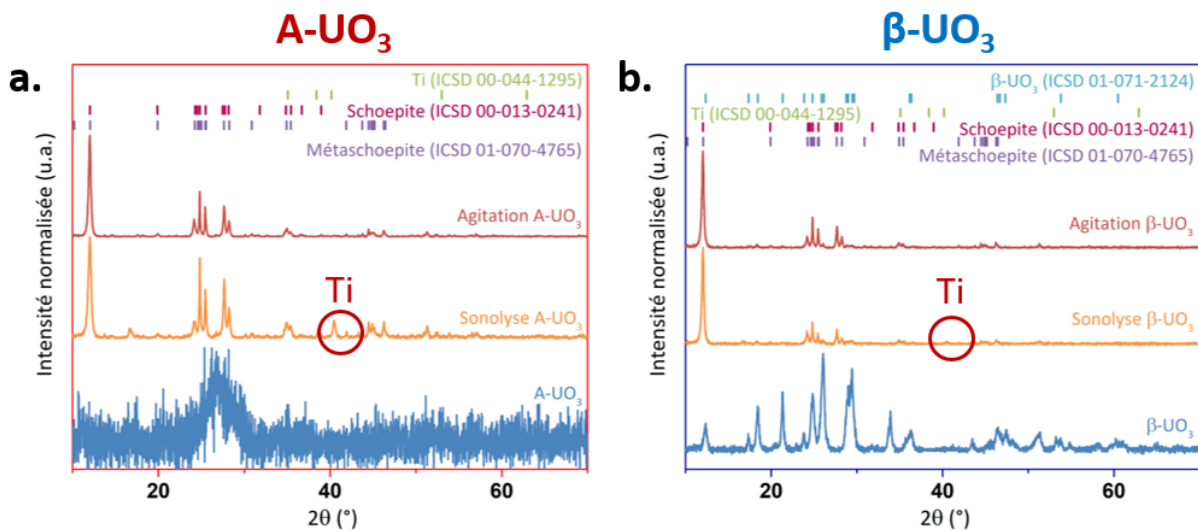 A-UO₃
a.
Ti (ICSD 00-044-1295)
Schoepite (ICSD 00-013-0241)
Métaschoepite (ICSD 01-070-4765)
Agitation A-UO₃
Ti
Sonolyse A-UO₃
A-UO₃
Intensité normalisée (u.a.)
20
40
60
2θ (°)
β-UO₃
b.
β-UO₃ (ICSD 01-071-2124)
Ti (ICSD 00-044-1295)
Schoepite (ICSD 00-013-0241)
Métaschoepite (ICSD 01-070-4765)
Agitation β-UO₃
Ti
Sonolyse β-UO₃
β-UO₃
Intensité normalisée (u.a.)
20
40
60
2θ (°)